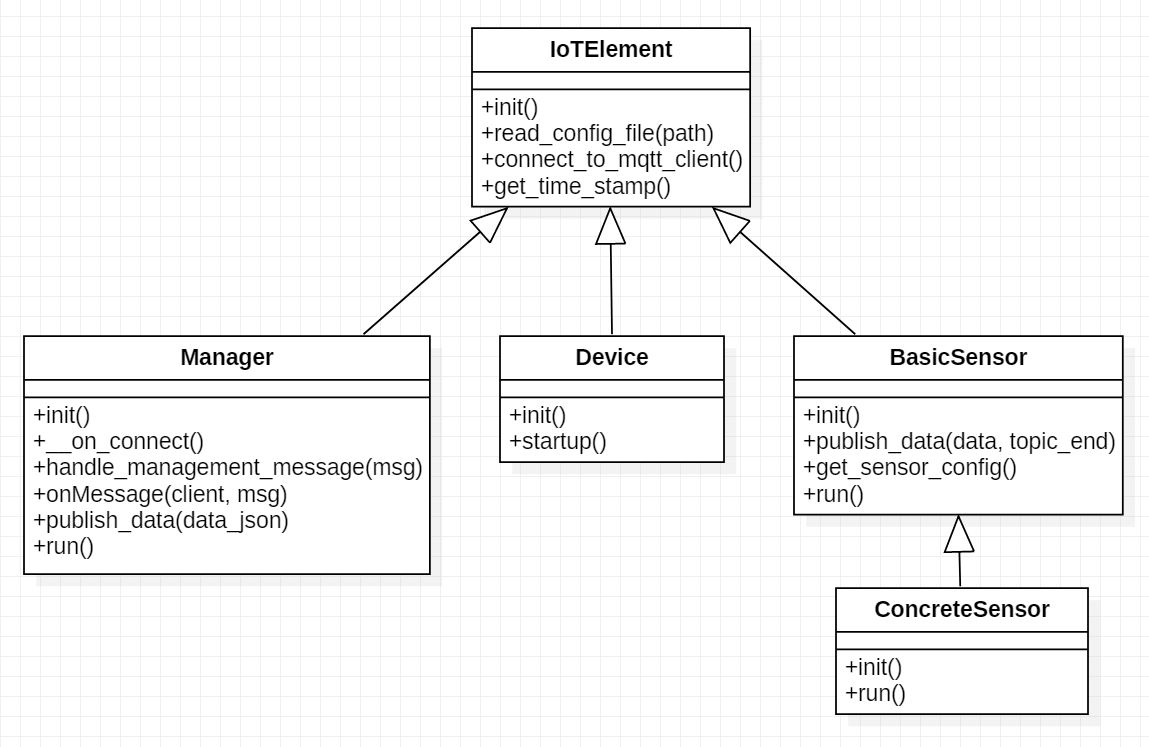 IoTElement
+init()
+read_config_file(path)
+connect_to_mqtt_client()
+get_time_stamp()
Manager
+init()
+__on_connect()
+handle_management_message(msg)
+onMessage(client, msg)
+publish_data(data_json)
+run()
Device
+init()
+startup()
BasicSensor
+init()
+publish_data(data, topic_end)
+get_sensor_config()
+run()
ConcreteSensor
+init()
+run()